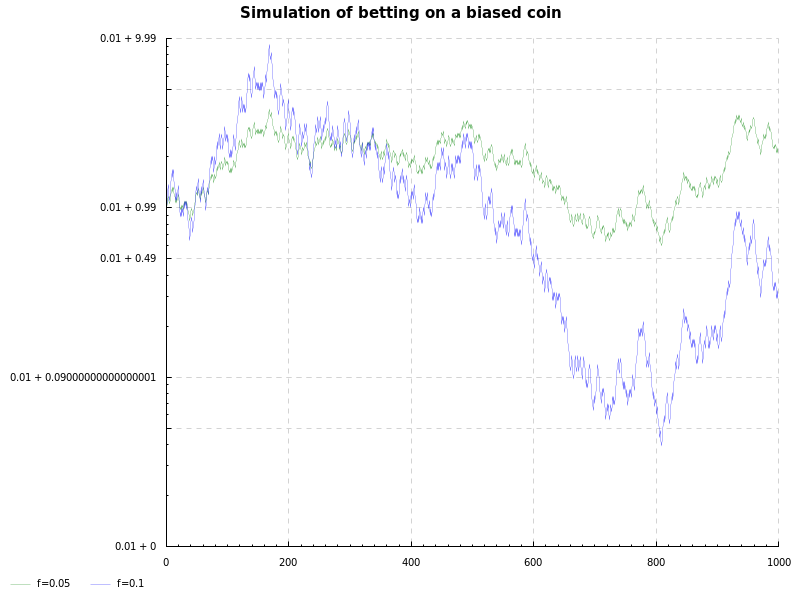 Simulation of betting on a biased coin
0.01 + 9.99
0.01 + 0.99
0.01 + 0.49
0.01 + 0.09000000000000001
0.01 + 0
0 200 400 600 800 1000
f=0.05 f=0.1